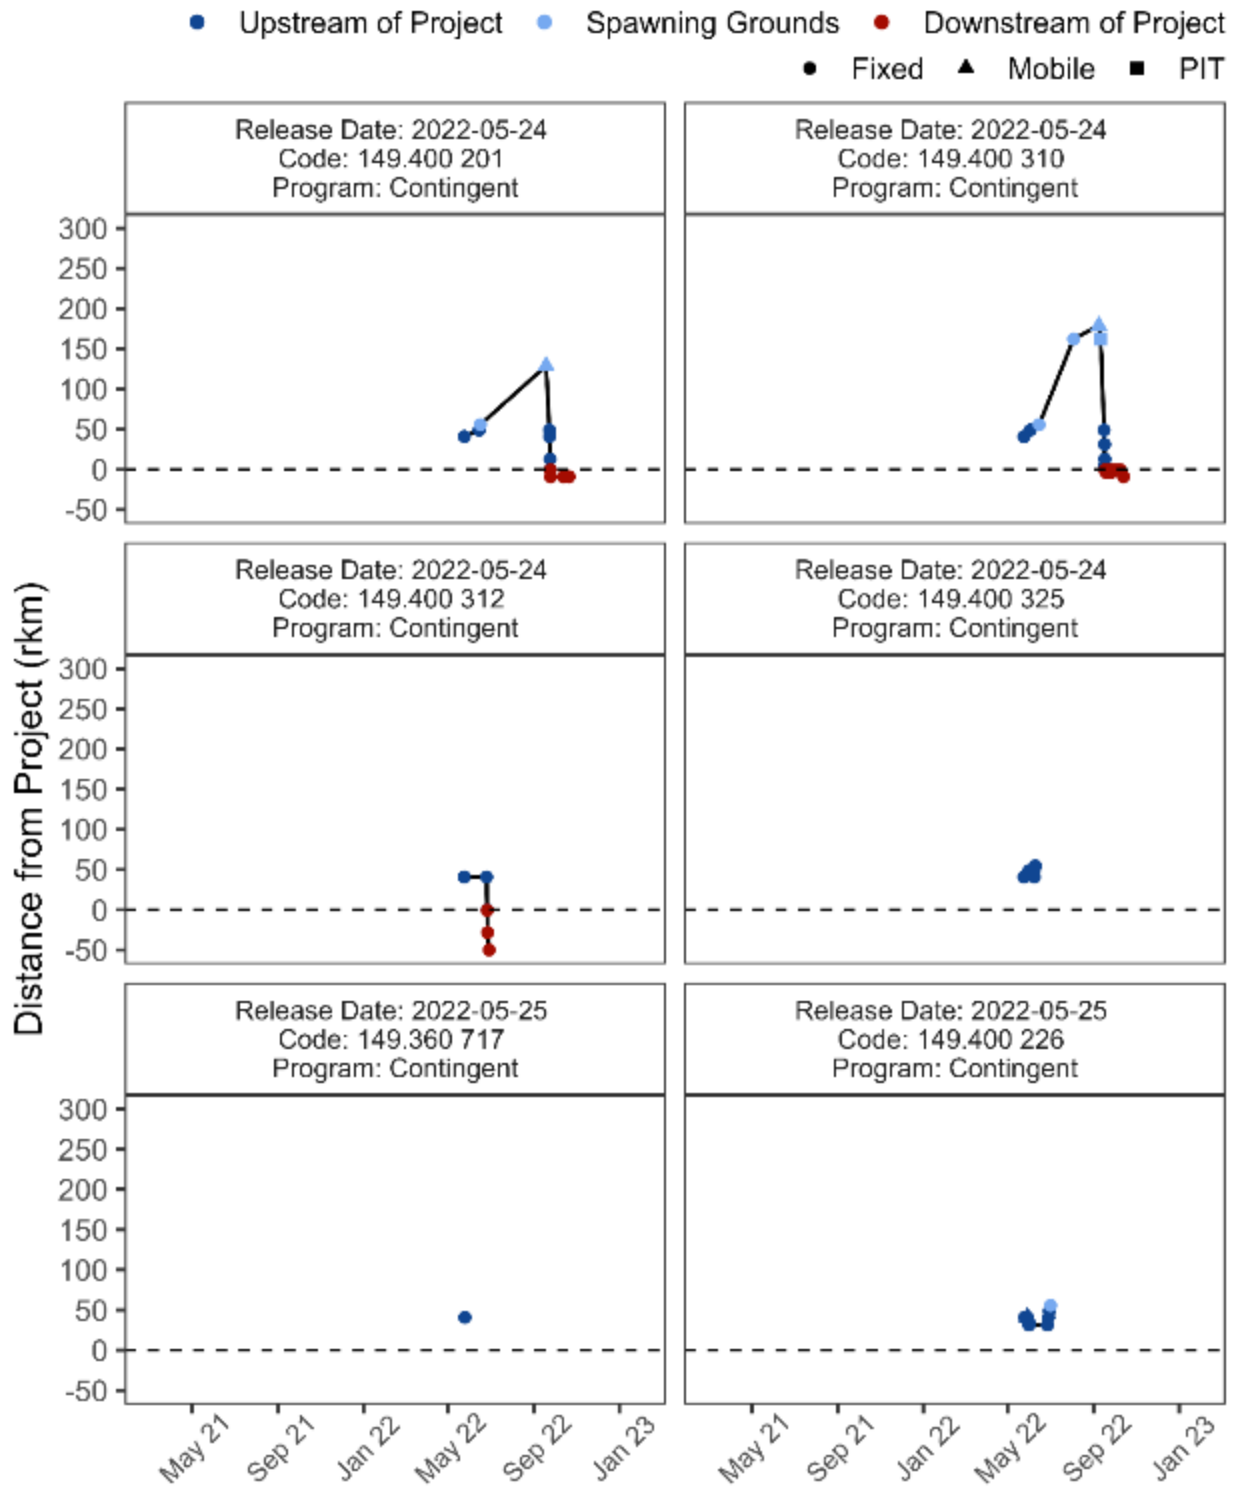 Upstream of Project Spawning Grounds Downstream of Project
Fixed Mobile PIT
Release Date: 2022-05-24
Code: 149.400 201
Program: Contingent
Release Date: 2022-05-24
Code: 149.400 310
Program: Contingent
300
250
200
150
100
50
0
-50
Release Date: 2022-05-24
Code: 149.400 312
Program: Contingent
Release Date: 2022-05-24
Code: 149.400 325
Program: Contingent
300
250
200
150
100
50
0
-50
Distance from Project (rkm)
Release Date: 2022-05-25
Code: 149.360 717
Program: Contingent
Release Date: 2022-05-25
Code: 149.400 226
Program: Contingent
300
250
200
150
100
50
0
-50
May 21 Sep 21 Jan 22 May 22 Sep 22 Jan 23
May 21 Sep 21 Jan 22 May 22 Sep 22 Jan 23